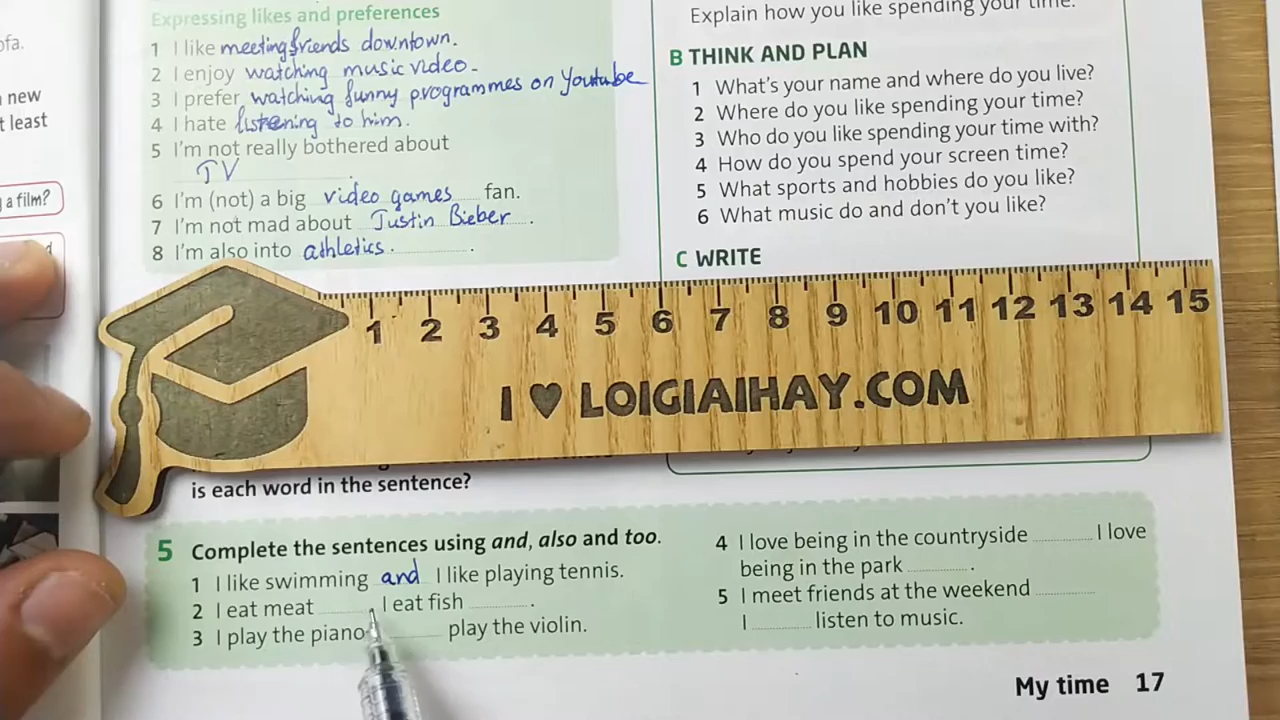 ofa.
new
t least
g a film?
Expressing likes and preferences
1 I like meeting friends downtown.
2 I enjoy watching music video.
3 I prefer watching funny programmes on Youtube
4 I hate listening to him.
5 I'm not really bothered about
TV .
6 I'm (not) a big video games fan.
7 I'm not mad about Justin Bieber .
8 I'm also into athletics. .
Explain how you like spending your time.
B THINK AND PLAN
1 What's your name and where do you live?
2 Where do you like spending your time?
3 Who do you like spending your time with?
4 How do you spend your screen time?
5 What sports and hobbies do you like?
6 What music do and don't you like?
C WRITE
1 2 3 4 5 6 7 8 9 10 11 12 13 14 15
I ♥ LOIGIAIHAY.COM
is each word in the sentence?
5 Complete the sentences using and, also and too.
1 I like swimming and I like playing tennis.
2 I eat meat ........ I eat fish ........ .
3 I play the piano ........ play the violin.
4 I love being in the countryside ........ I love
being in the park ........ .
5 I meet friends at the weekend ........
I ........ listen to music.
My time 17